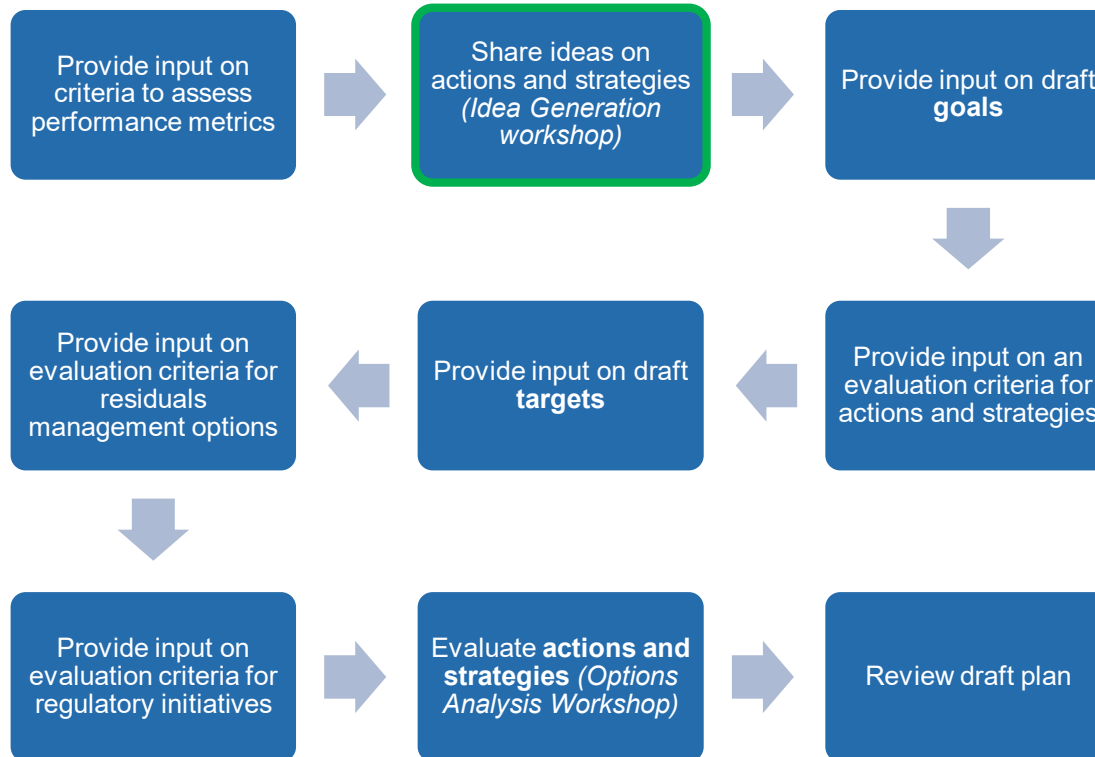 Provide input on
criteria to assess
performance metrics
Share ideas on
actions and strategies
(Idea Generation
workshop)
Provide input on draft
goals
Provide input on an
evaluation criteria for
actions and strategies
Provide input on draft
targets
Provide input on
evaluation criteria for
residuals
management options
Provide input on
evaluation criteria for
regulatory initiatives
Evaluate actions and
strategies (Options
Analysis Workshop)
Review draft plan